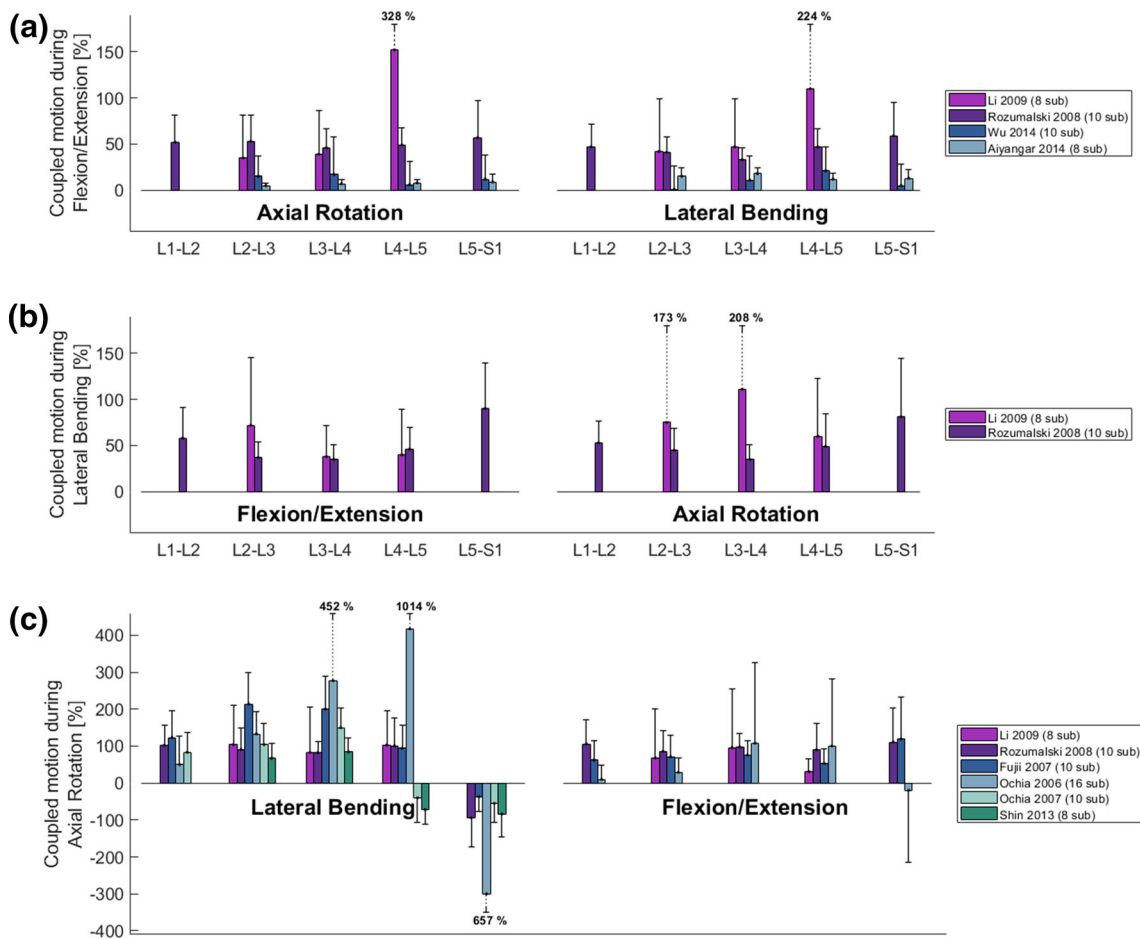 (a)
328 %
224 %
Coupled motion during
Flexion/Extension [%]
150
100
50
0
Axial Rotation
Lateral Bending
L1-L2 L2-L3 L3-L4 L4-L5 L5-S1 L1-L2 L2-L3 L3-L4 L4-L5 L5-S1
Li 2009 (8 sub)
Rozumalski 2008 (10 sub)
Wu 2014 (10 sub)
Aiyangar 2014 (8 sub)
(b)
173 %
208 %
Coupled motion during
Lateral Bending [%]
150
100
50
0
Flexion/Extension
Axial Rotation
L1-L2 L2-L3 L3-L4 L4-L5 L5-S1 L1-L2 L2-L3 L3-L4 L4-L5 L5-S1
Li 2009 (8 sub)
Rozumalski 2008 (10 sub)
(c)
452 %
1014 %
Coupled motion during
Axial Rotation [%]
400
300
200
100
0
-100
-200
-300
-400
Lateral Bending
Flexion/Extension
657 %
Li 2009 (8 sub)
Rozumalski 2008 (10 sub)
Fujii 2007 (10 sub)
Ochia 2006 (16 sub)
Ochia 2007 (10 sub)
Shin 2013 (8 sub)